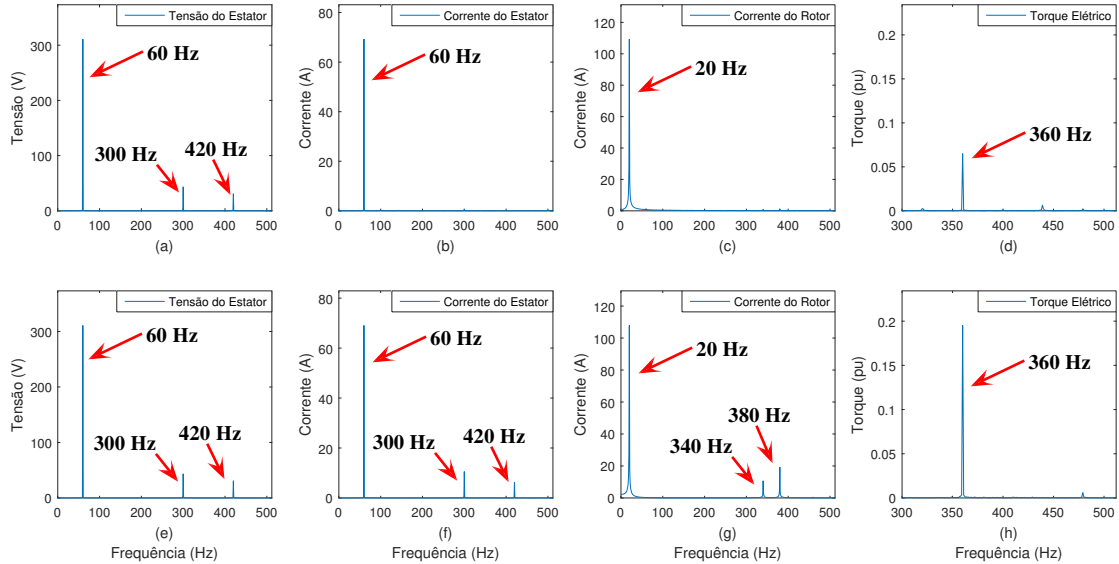 Tensão do Estator
300
200
100
0
Tensão (V)
60 Hz
300 Hz
420 Hz
0 100 200 300 400 500
(a)
Corrente do Estator
80
60
40
20
0
Corrente (A)
60 Hz
0 100 200 300 400 500
(b)
Corrente do Rotor
120
100
80
60
40
20
0
Corrente (A)
20 Hz
0 100 200 300 400 500
(c)
Torque Elétrico
0.2
0.15
0.1
0.05
0
Torque (pu)
360 Hz
300 350 400 450 500
(d)
Tensão do Estator
300
200
100
0
Tensão (V)
60 Hz
300 Hz
420 Hz
0 100 200 300 400 500
(e)
Frequência (Hz)
Corrente do Estator
80
60
40
20
0
Corrente (A)
60 Hz
300 Hz
420 Hz
0 100 200 300 400 500
(f)
Frequência (Hz)
Corrente do Rotor
120
100
80
60
40
20
0
Corrente (A)
20 Hz
380 Hz
340 Hz
0 100 200 300 400 500
(g)
Frequência (Hz)
Torque Elétrico
0.2
0.15
0.1
0.05
0
Torque (pu)
360 Hz
300 350 400 450 500
(h)
Frequência (Hz)